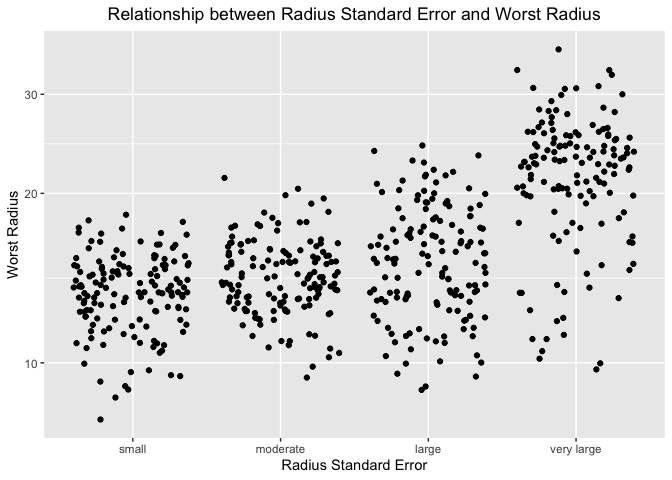 Relationship between Radius Standard Error and Worst Radius
Worst Radius
30
20
10
small moderate large very large
Radius Standard Error